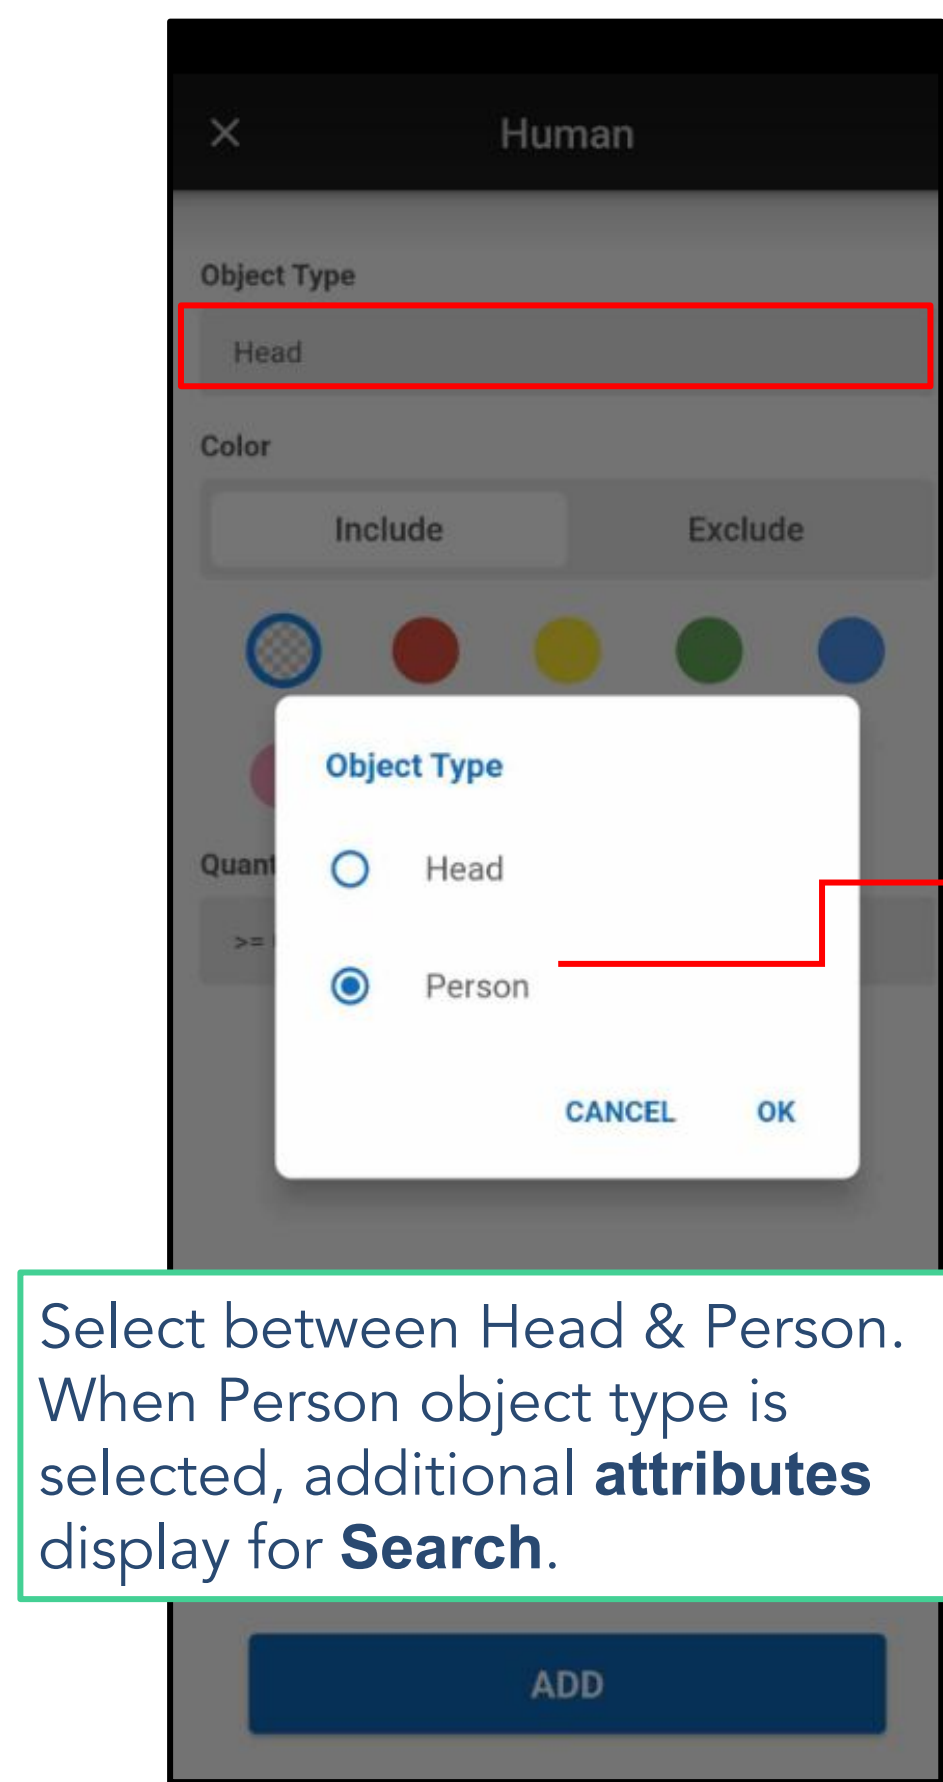 Human
Object Type
Head
Color
Include Exclude
Object Type
Quant
Head
>=
Person
CANCEL OK
Select between Head & Person.
When Person object type is
selected, additional attributes
display for Search.
ADD